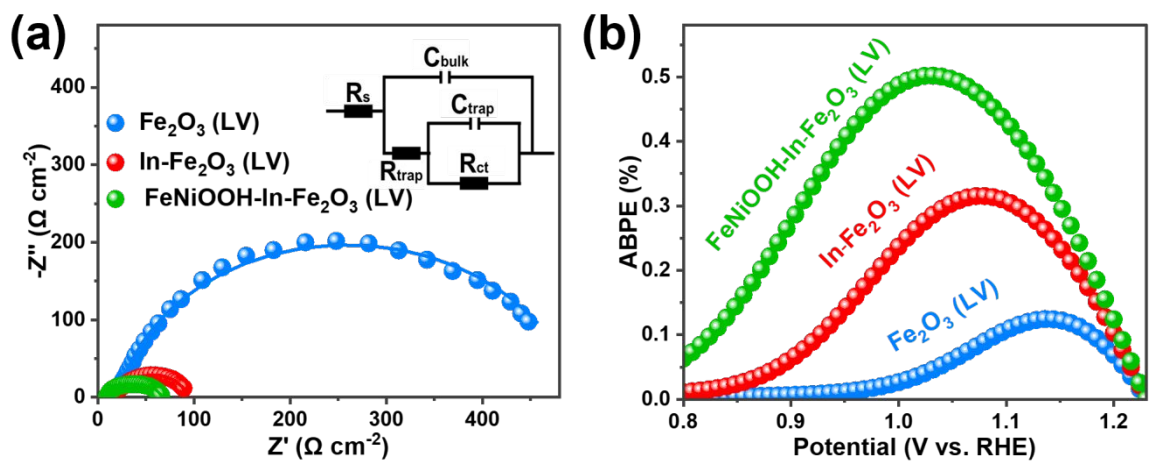 (a)
400
300
200
100
0
-Z'' (Ω cm⁻²)
0 100 200 300 400
Z' (Ω cm⁻²)
Fe₂O₃ (LV)
In-Fe₂O₃ (LV)
FeNiOOH-In-Fe₂O₃ (LV)
C_bulk
R_s
C_trap
R_trap
R_ct
(b)
0.5
0.4
0.3
0.2
0.1
0.0
ABPE (%)
0.8 0.9 1.0 1.1 1.2
Potential (V vs. RHE)
FeNiOOH-In-Fe₂O₃ (LV)
In-Fe₂O₃ (LV)
Fe₂O₃ (LV)